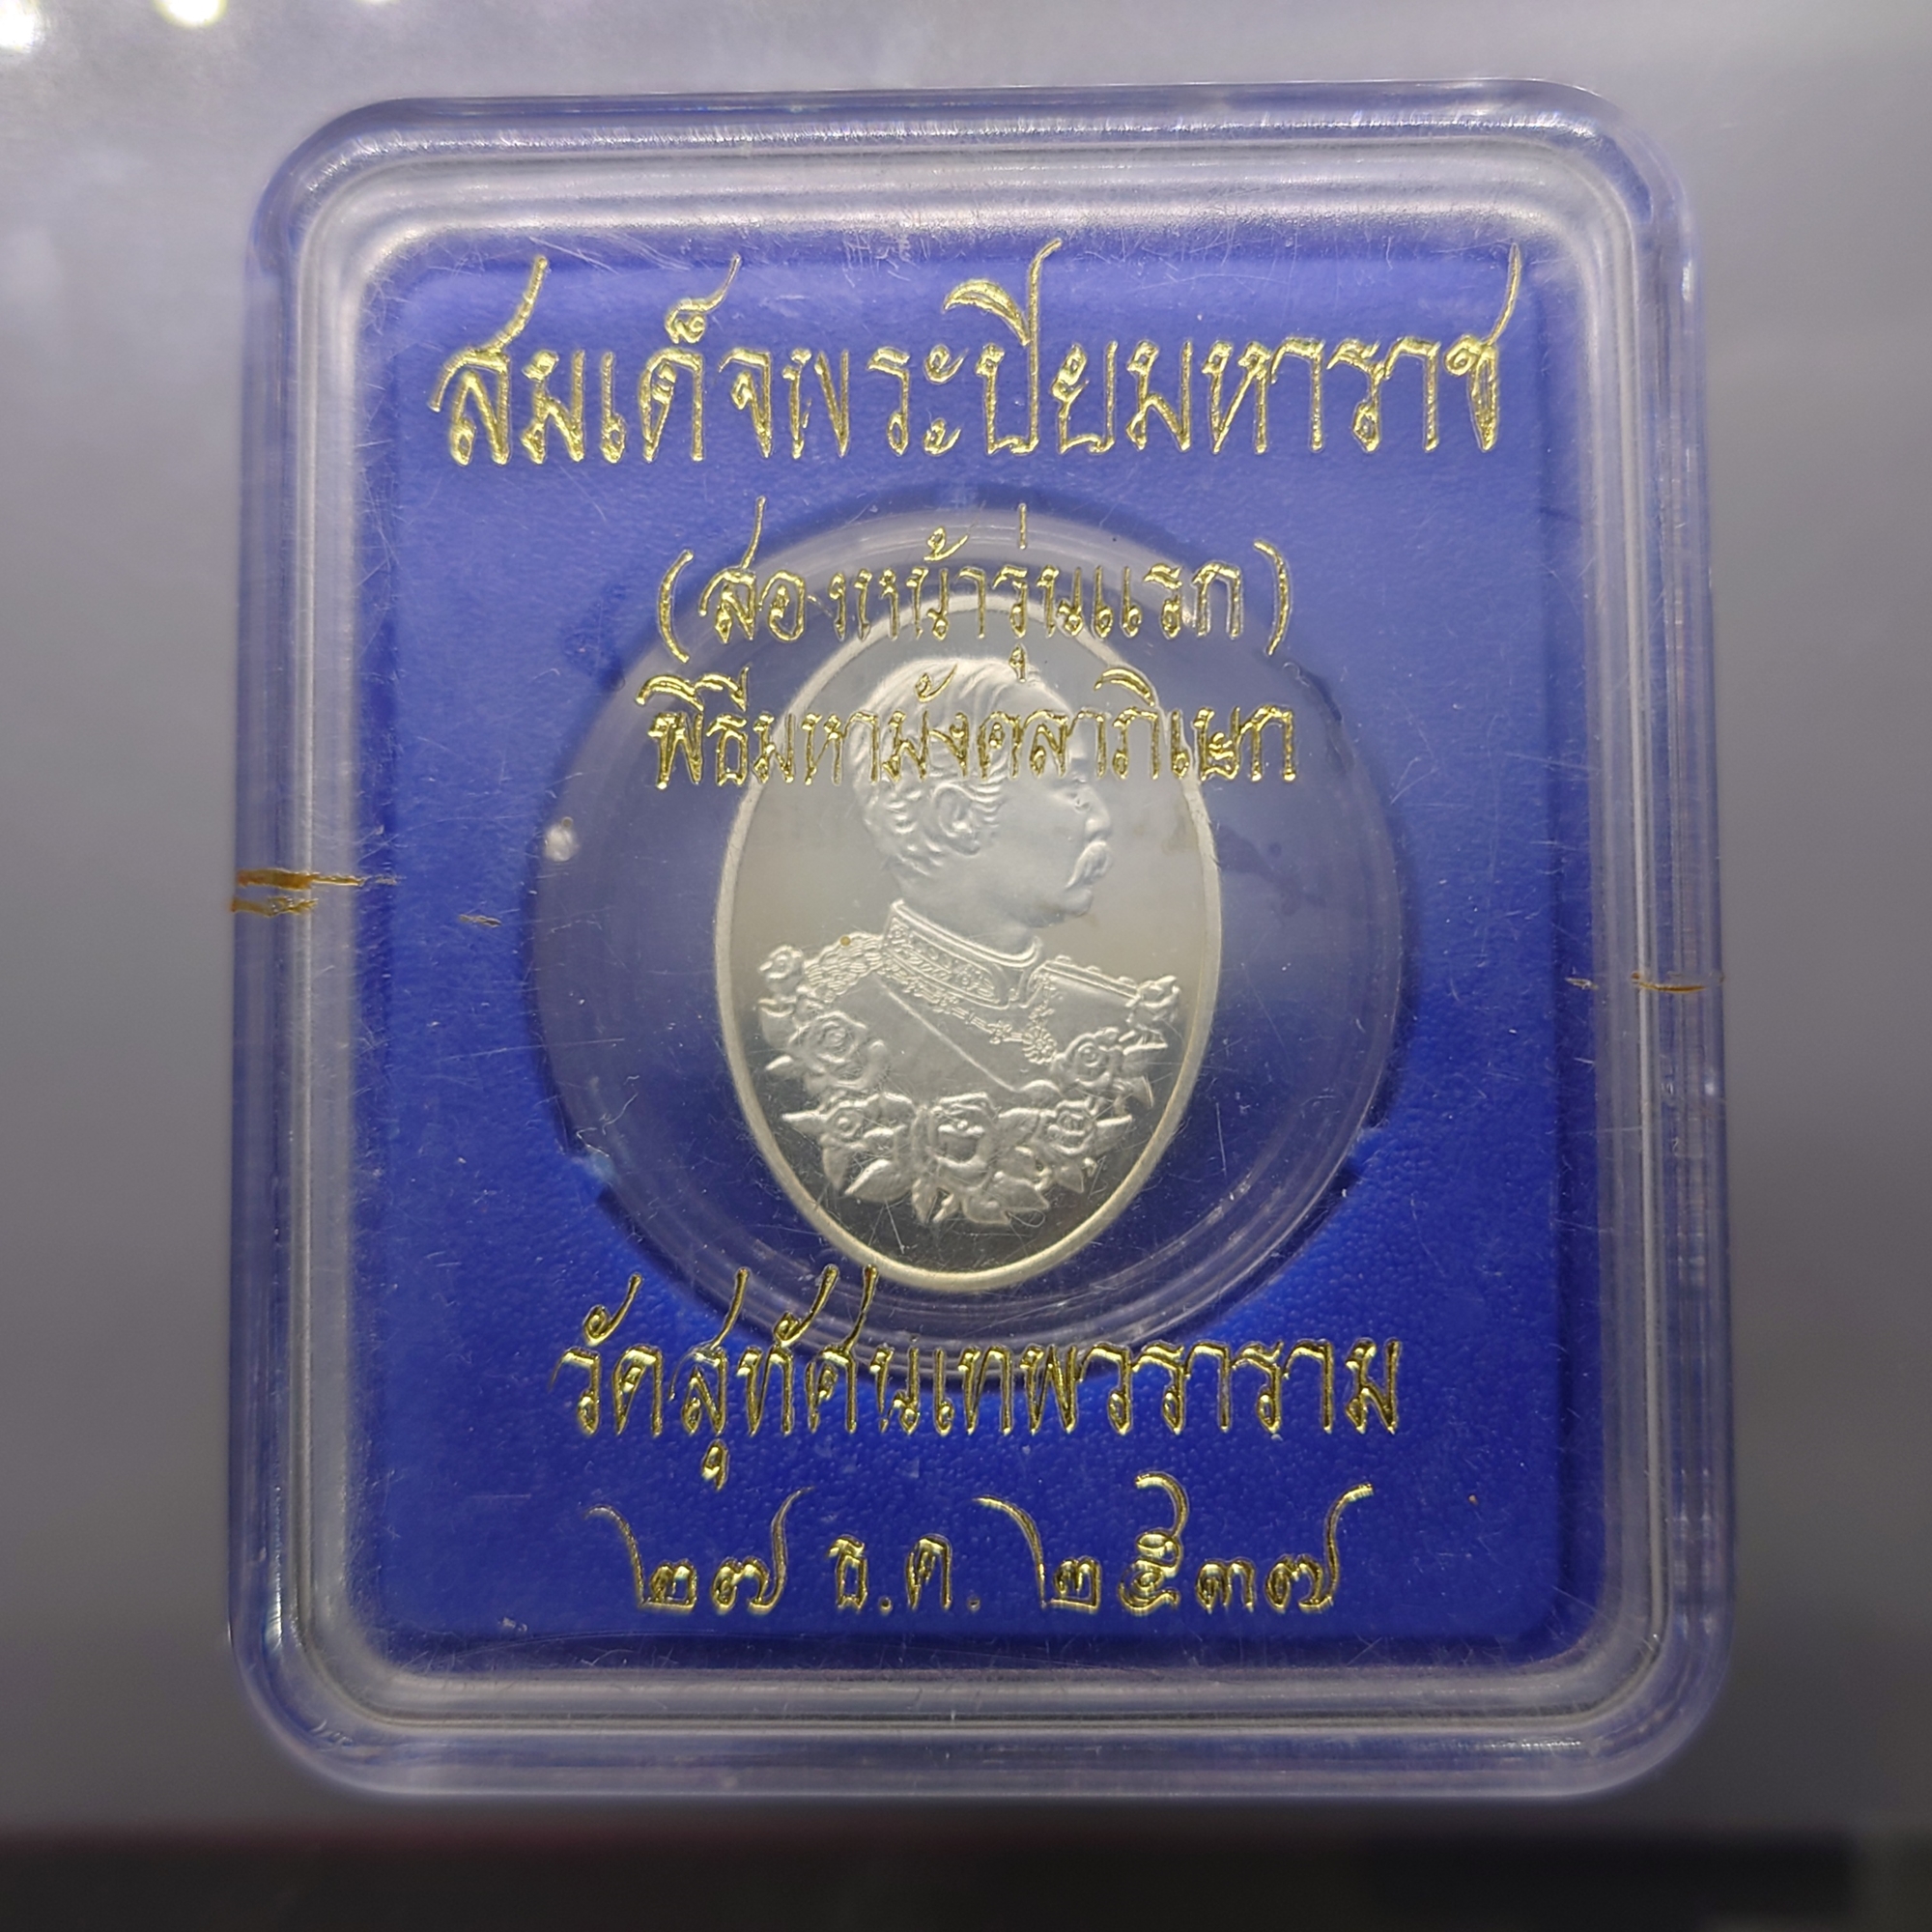 สมเด็จพระปิยมหาราช
(สองหน้ารุ่นแรก)
พิธีมหามังคลาภิเษก
วัดสุทัศนเทพวราราม
๒๗ ธ.ค. ๒๕๓๗